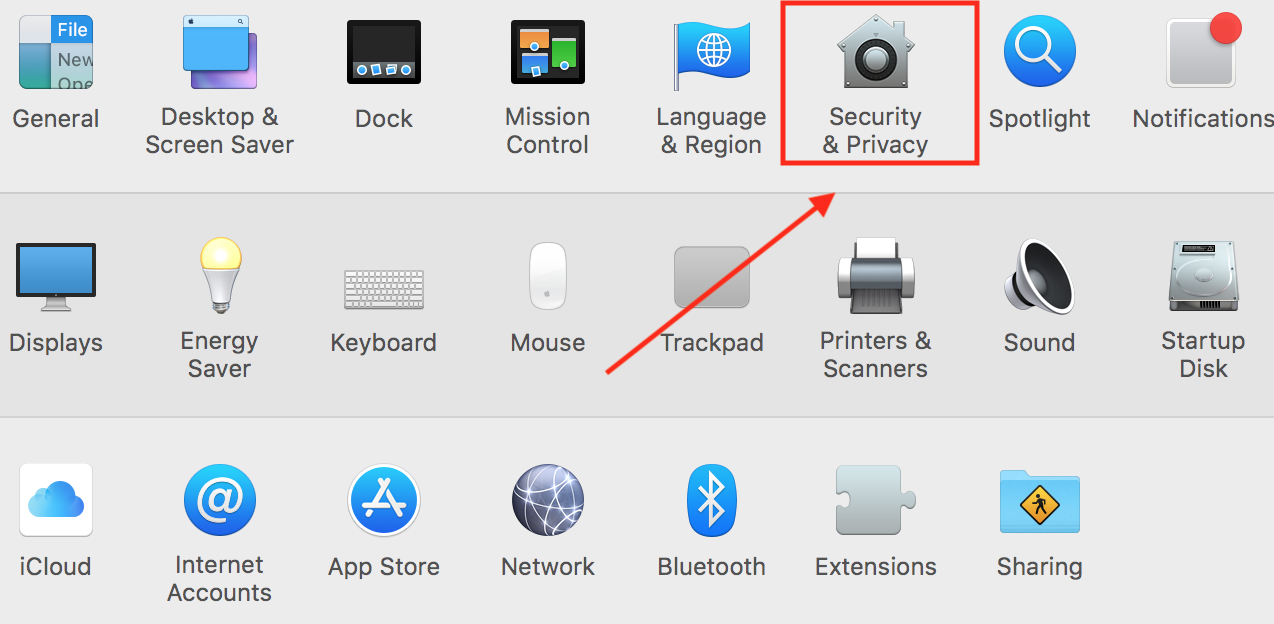 File
New
Ope
General
Desktop &
Screen Saver
Dock
Mission
Control
Language
& Region
Security
& Privacy
Spotlight
Notifications
Displays
Energy
Saver
Keyboard
Mouse
Trackpad
Printers &
Scanners
Sound
Startup
Disk
iCloud
@
Internet
Accounts
App Store
Network
Bluetooth
Extensions
Sharing